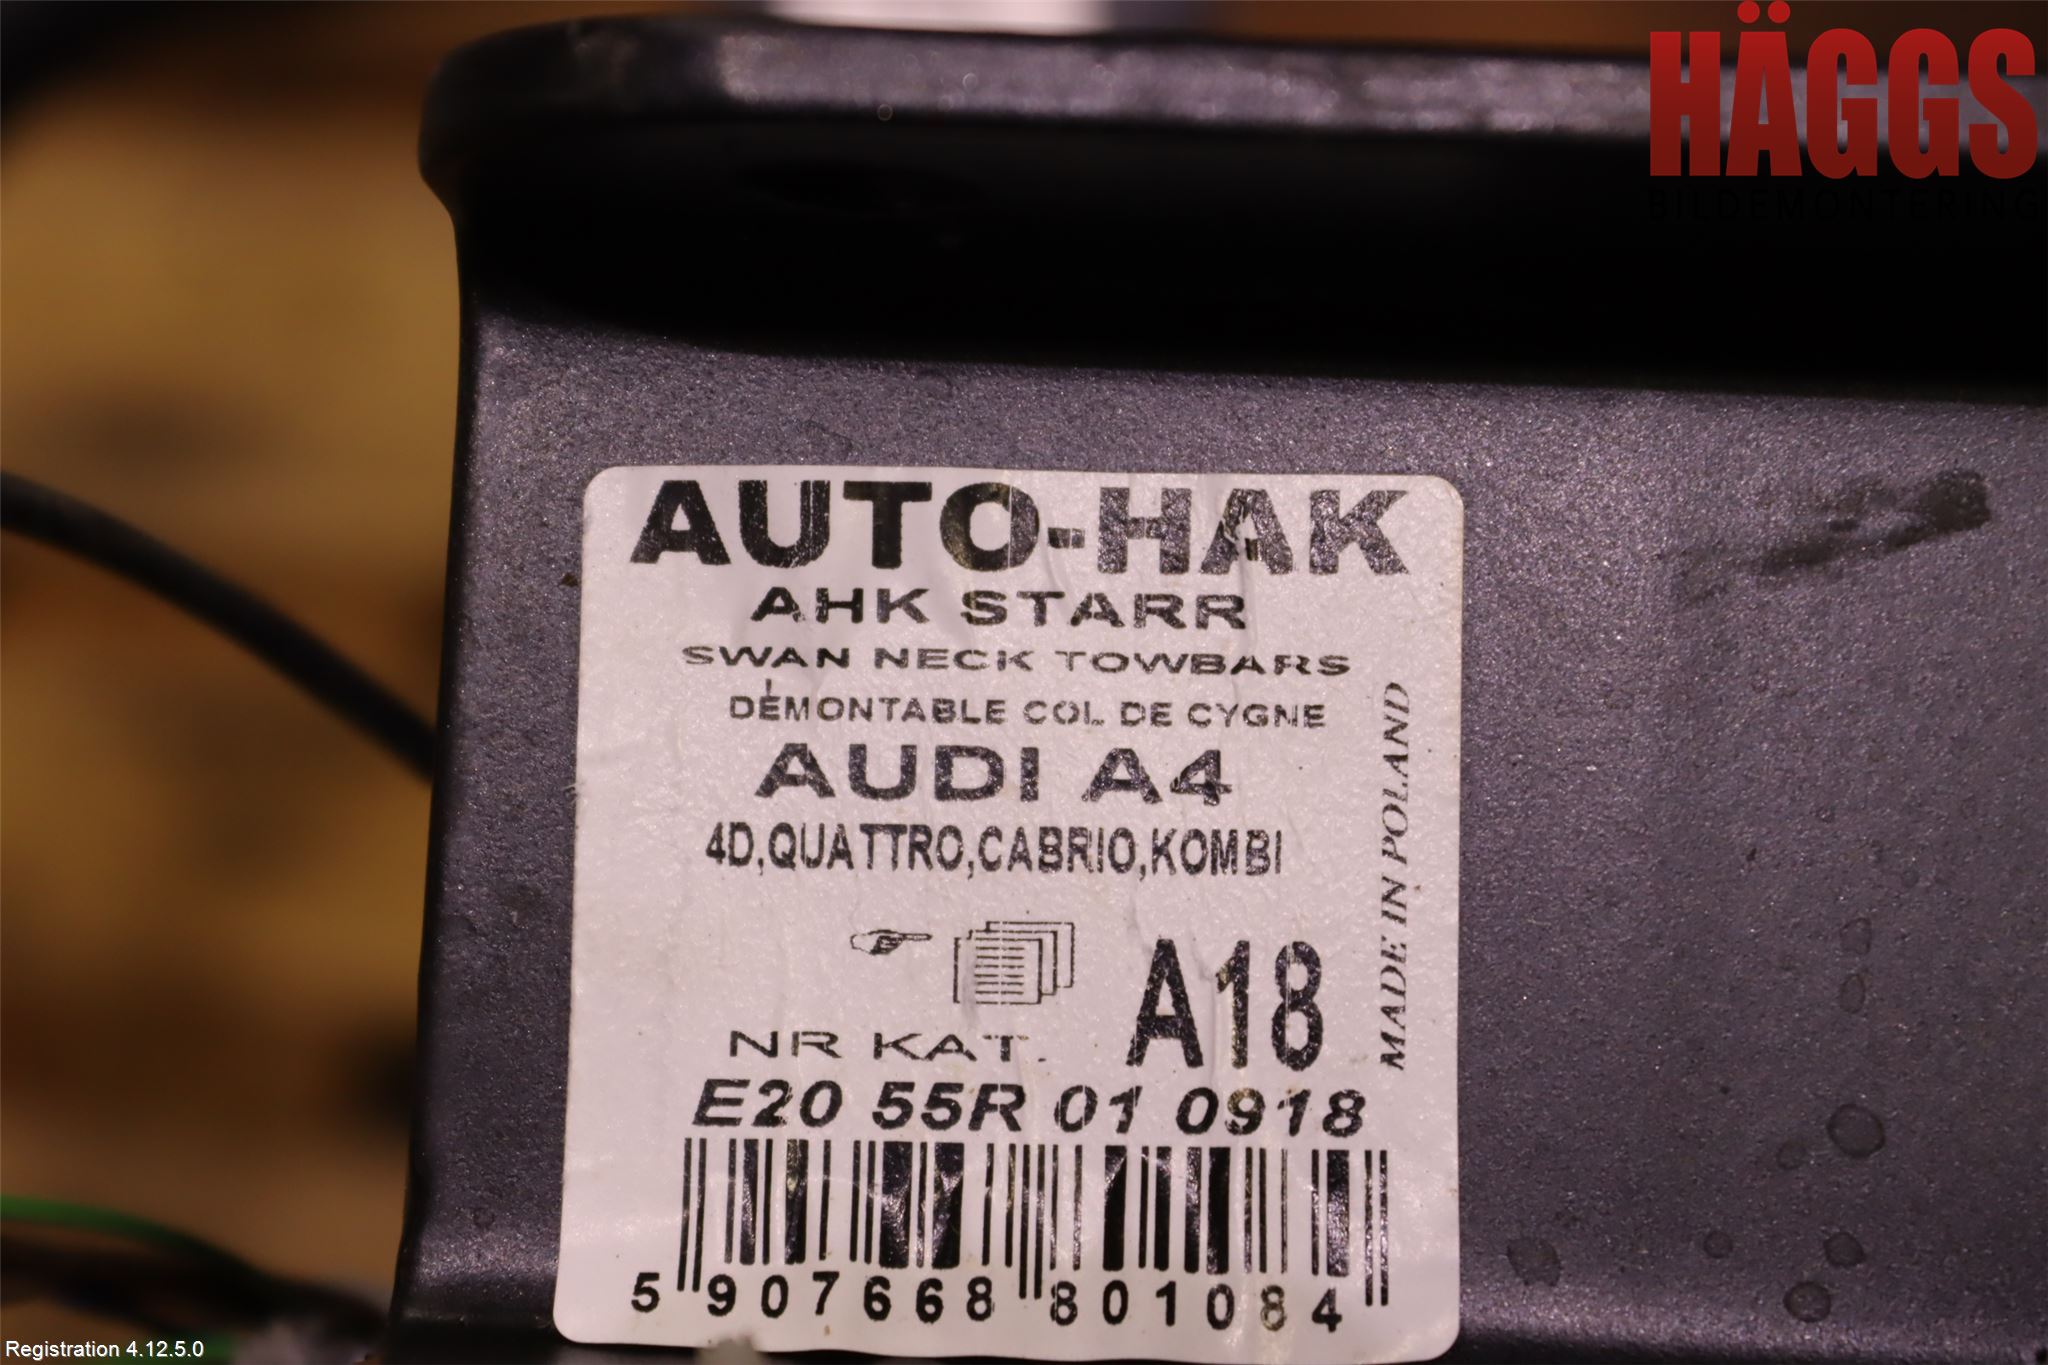 HÄGGS
BILDEMONTERING
AUTO-HAK
AHK STARR
SWAN NECK TOWBARS
DÉMONTABLE COL DE CYGNE
AUDI A4
4D,QUATTRO,CABRIO,KOMBI
A18
NR KAT.
E20 55R 01 0918
5 907668 801084
MADE IN POLAND
Registration 4.12.5.0